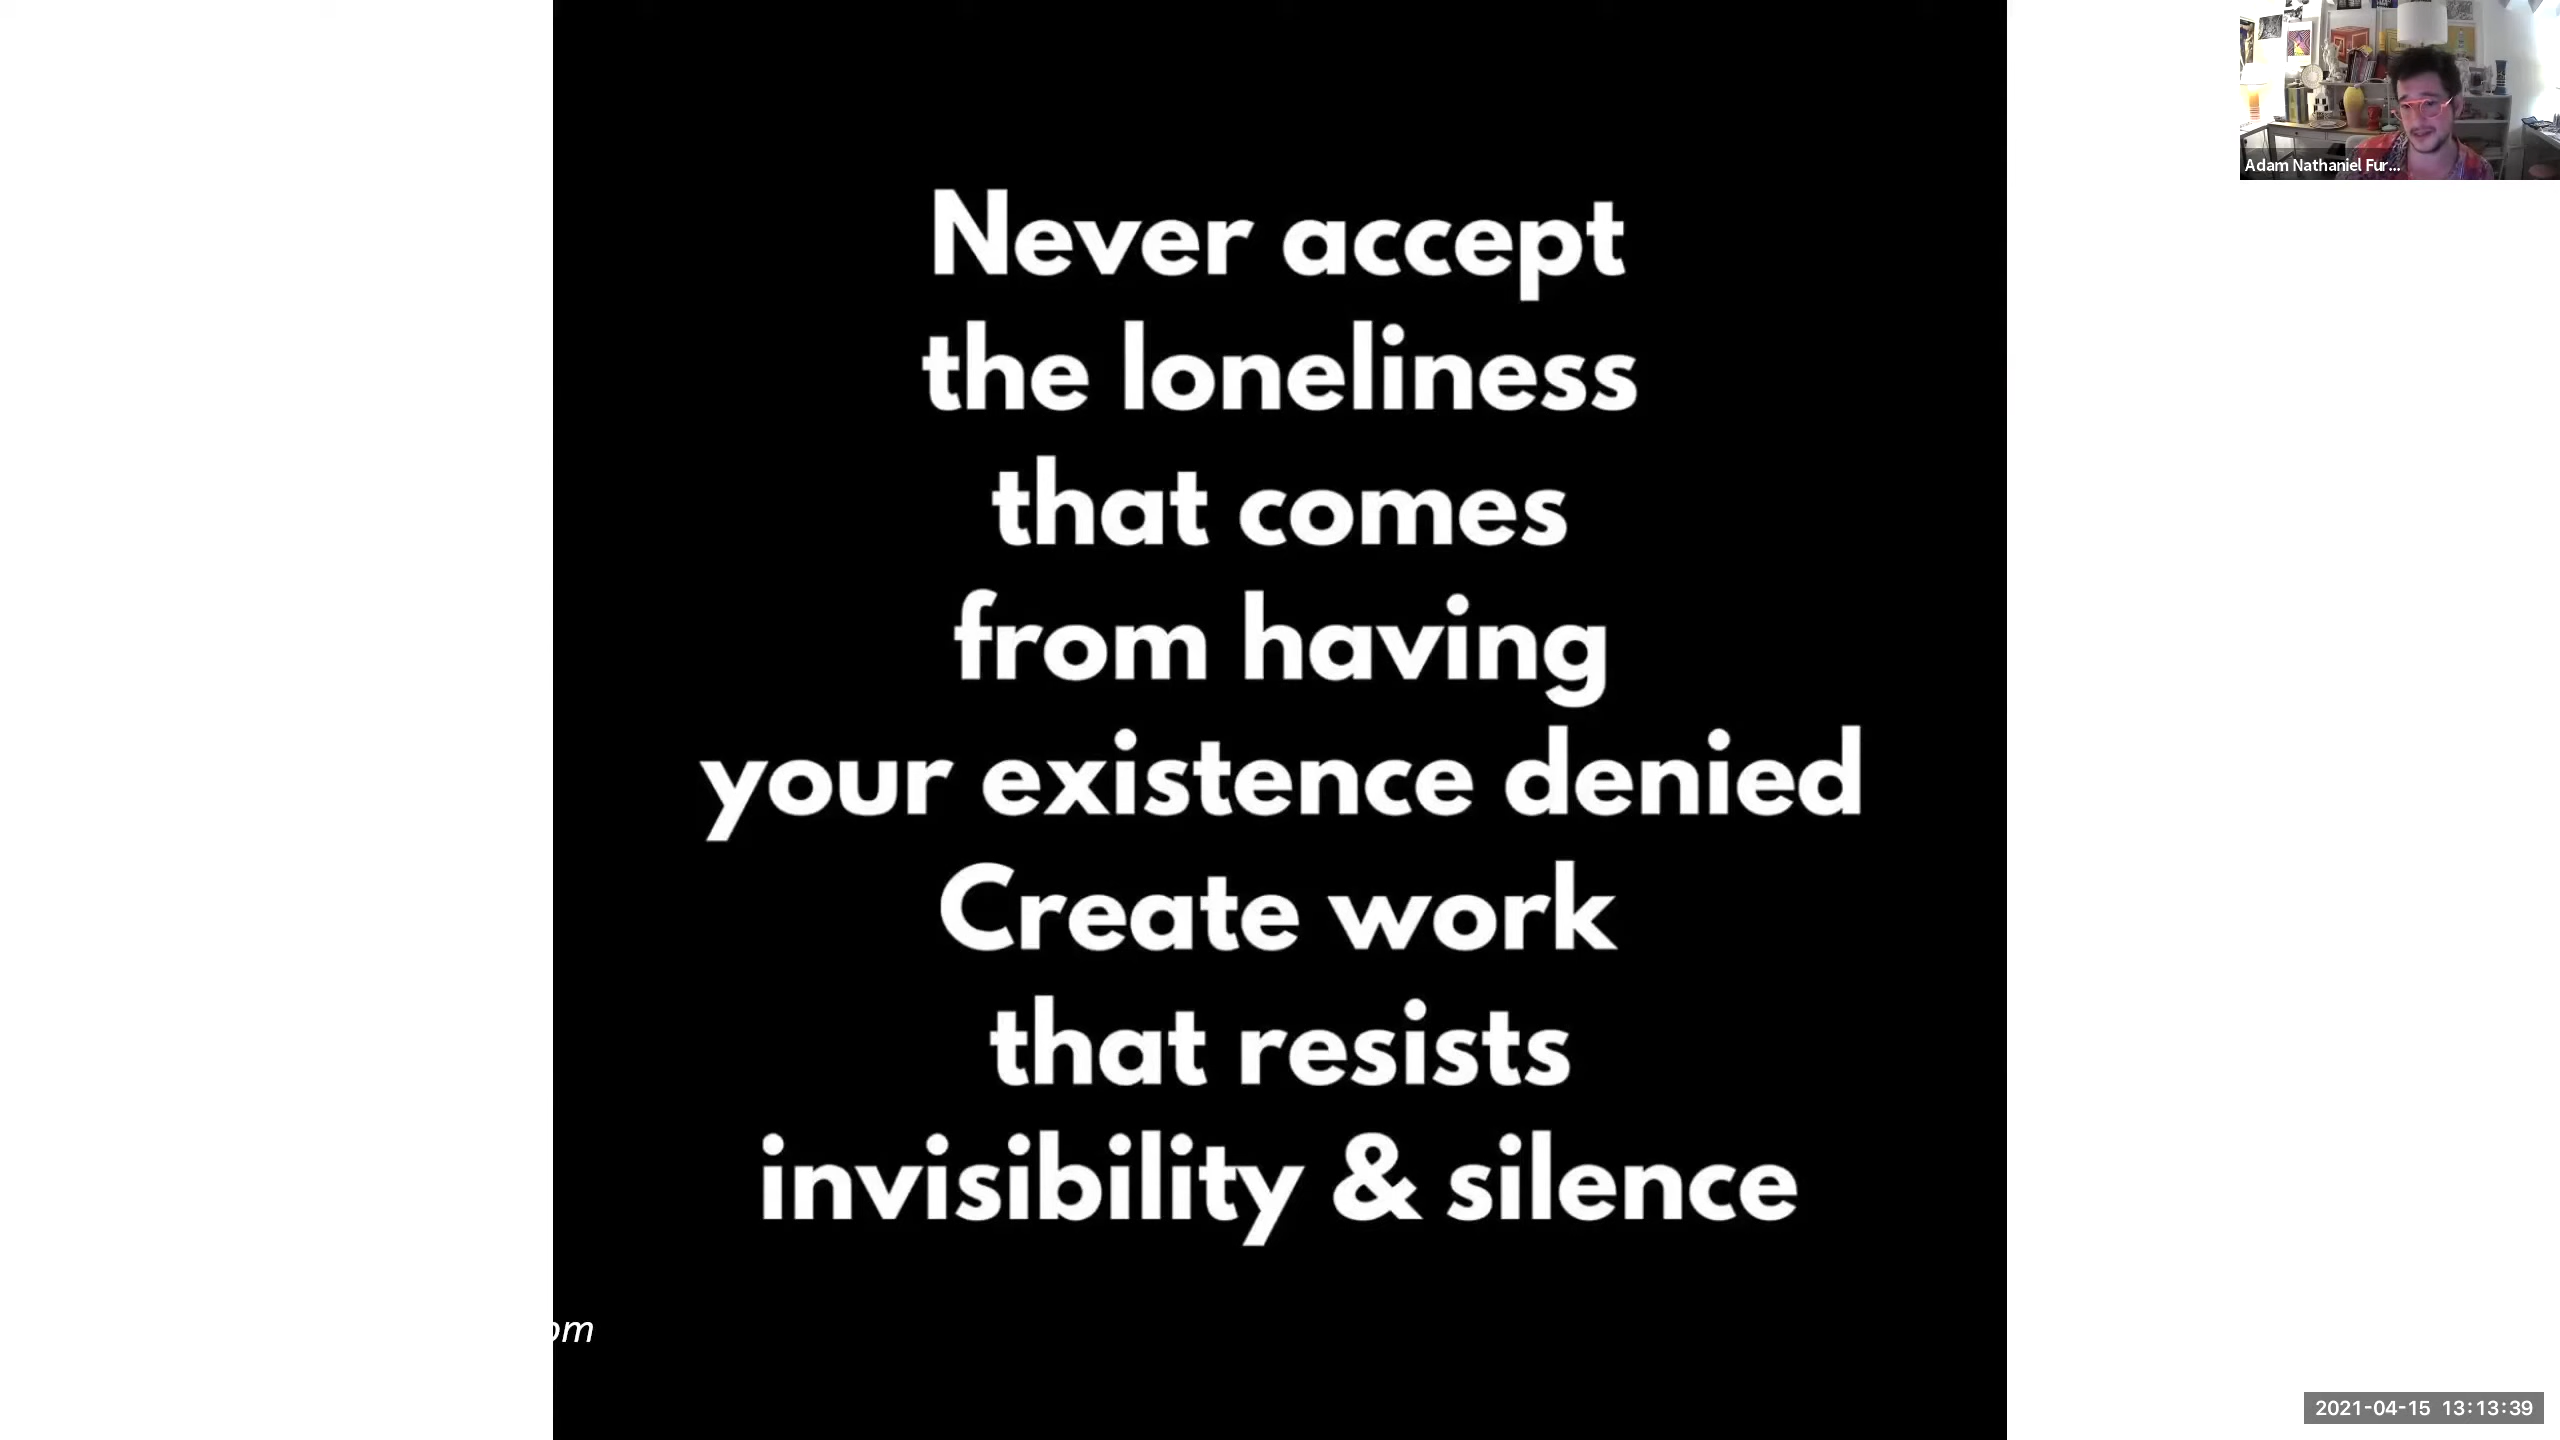 Never accept
the loneliness
that comes
from having
your existence denied
Create work
that resists
invisibility & silence
om
Adam Nathaniel Fur...
2021-04-15 13:13:39